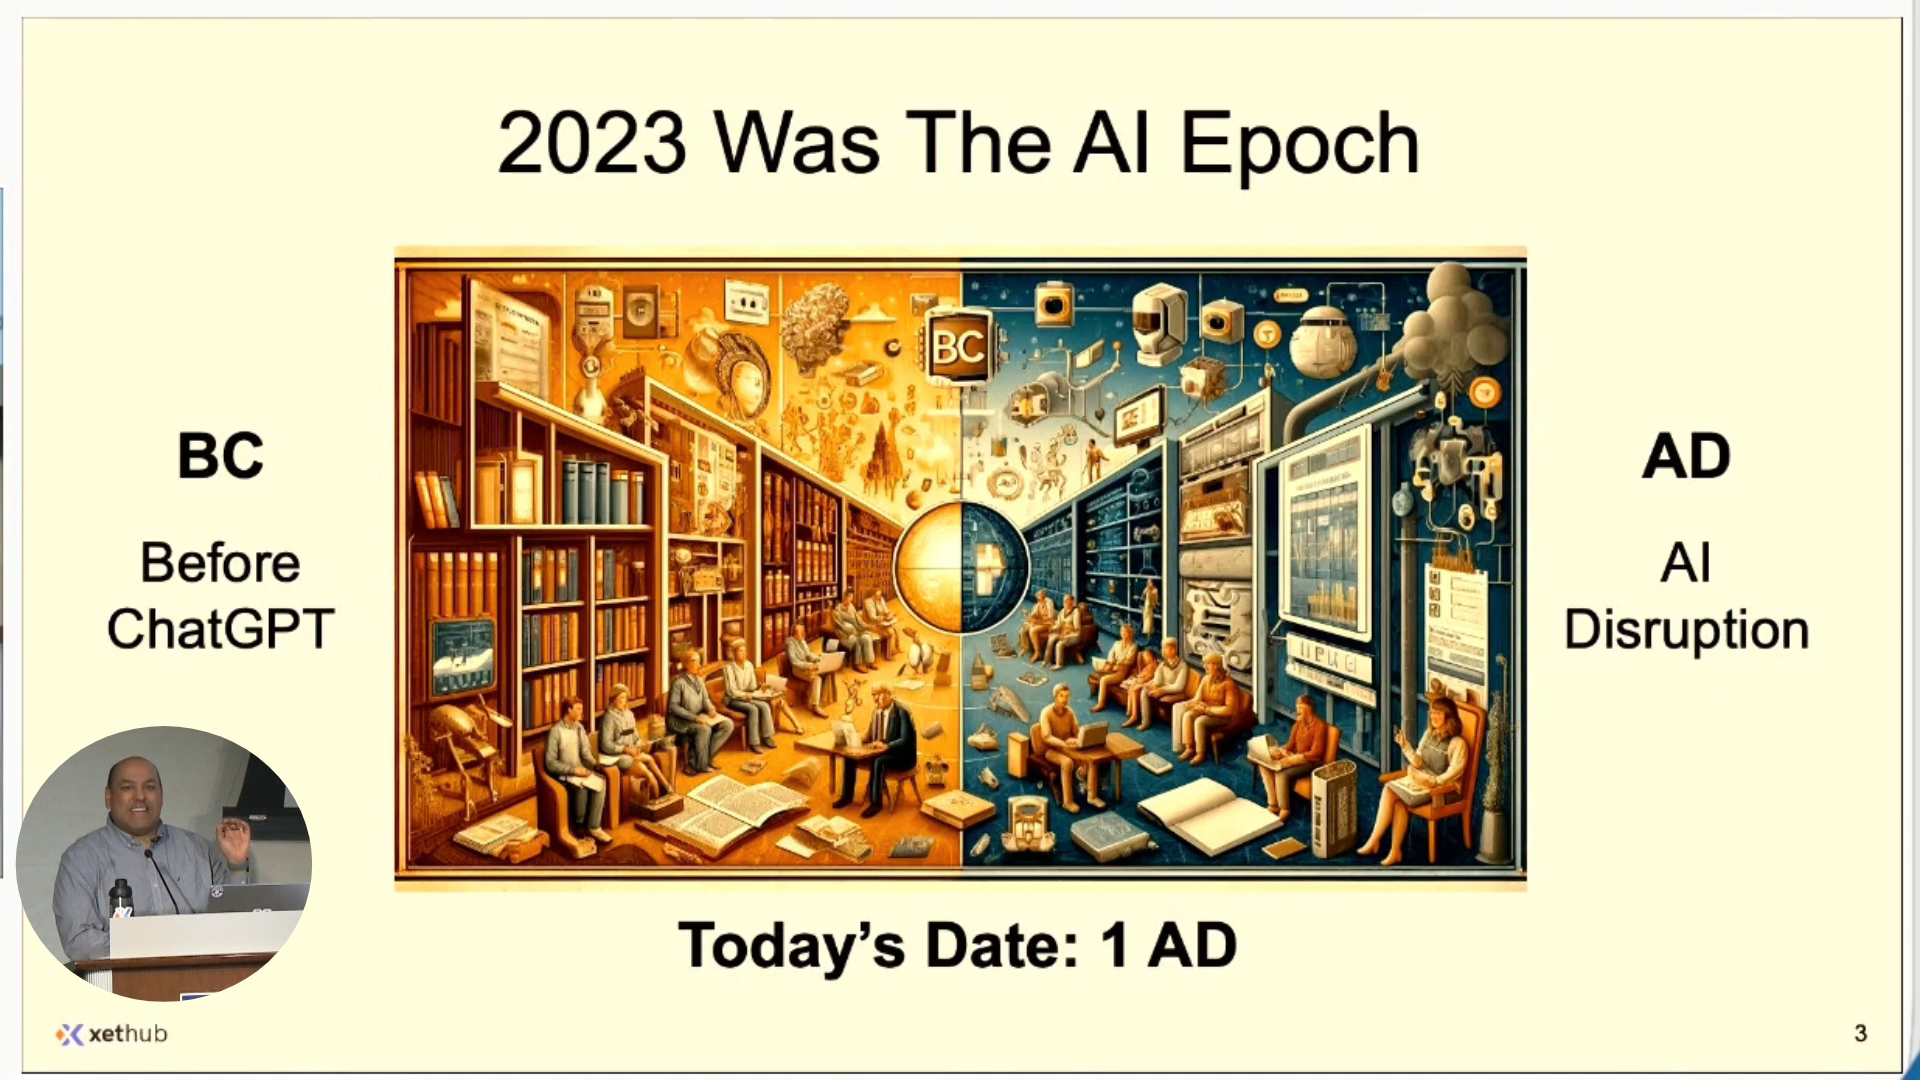 2023 Was The AI Epoch
BC
BC
Before
ChatGPT
AD
AI
Disruption
Today's Date: 1 AD
xethub
3